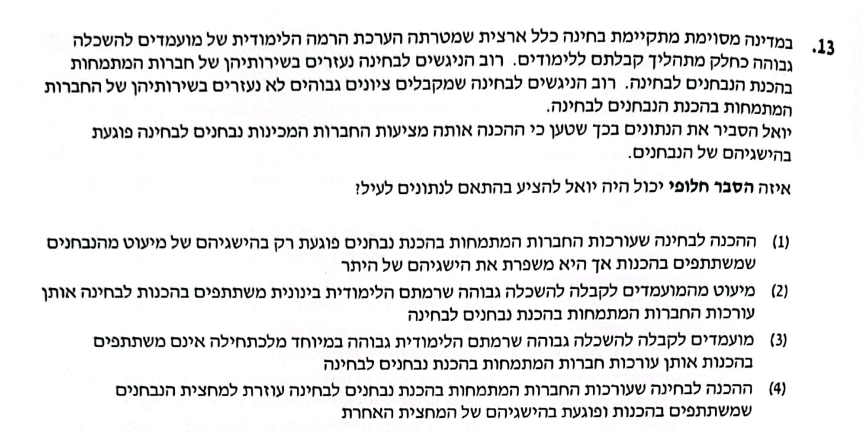 13. במדינה מסוימת מתקיימת בחינה כלל ארצית שמטרתה הערכת הרמה הלימודית של מועמדים להשכלה
גבוהה כחלק מתהליך קבלתם ללימודים. רוב הניגשים לבחינה נעזרים בשירותיהן של חברות המתמחות
בהכנת הנבחנים לבחינה. רוב הניגשים לבחינה שמקבלים ציונים גבוהים לא נעזרים בשירותיהן של החברות
המתמחות בהכנת הנבחנים לבחינה.
יואל הסביר את הנתונים בכך שטען כי ההכנה אותה מציעות החברות המכינות נבחנים לבחינה פוגעת
בהישגיהם של הנבחנים.
איזה הסבר חלופי יכול היה יואל להציע בהתאם לנתונים לעיל?
(1) ההכנה לבחינה שעורכות החברות המתמחות בהכנת נבחנים פוגעת רק בהישגיהם של מיעוט מהנבחנים
שמשתתפים בהכנות אך היא משפרת את הישגיהם של היתר
(2) מיעוט מהמועמדים לקבלה להשכלה גבוהה שרמתם הלימודית בינונית משתתפים בהכנות לבחינה אותן
עורכות החברות המתמחות בהכנת נבחנים לבחינה
(3) מועמדים לקבלה להשכלה גבוהה שרמתם הלימודית גבוהה במיוחד מלכתחילה אינם משתתפים
בהכנות אותן עורכות חברות המתמחות בהכנת נבחנים לבחינה
(4) ההכנה לבחינה שעורכות החברות המתמחות בהכנת נבחנים לבחינה עוזרת למחצית הנבחנים
שמשתתפים בהכנות ופוגעת בהישגיהם של המחצית האחרת